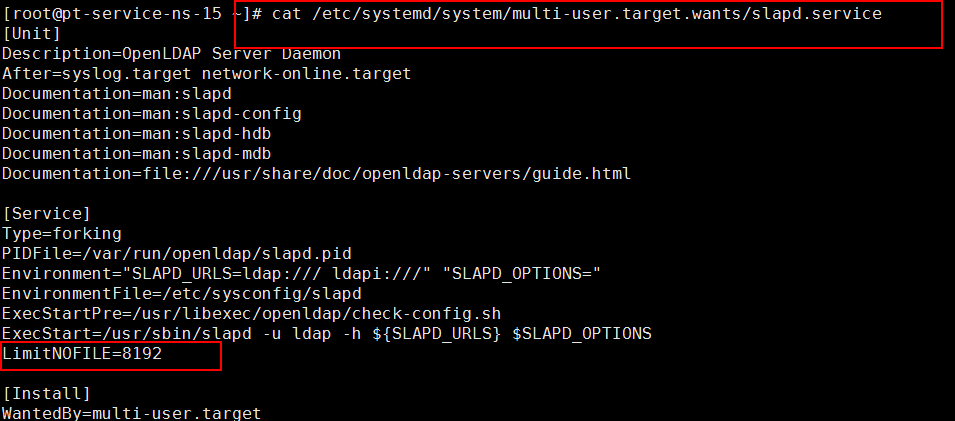 [root@pt-service-ns-15 ~]# cat /etc/systemd/system/multi-user.target.wants/slapd.service
[Unit]
Description=OpenLDAP Server Daemon
After=syslog.target network-online.target
Documentation=man:slapd
Documentation=man:slapd-config
Documentation=man:slapd-hdb
Documentation=man:slapd-mdb
Documentation=file:///usr/share/doc/openldap-servers/guide.html

[Service]
Type=forking
PIDFile=/var/run/openldap/slapd.pid
Environment="SLAPD_URLS=ldap:/// ldapi:///" "SLAPD_OPTIONS="
EnvironmentFile=/etc/sysconfig/slapd
ExecStartPre=/usr/libexec/openldap/check-config.sh
ExecStart=/usr/sbin/slapd -u ldap -h ${SLAPD_URLS} $SLAPD_OPTIONS
LimitNOFILE=8192

[Install]
WantedBy=multi-user.target